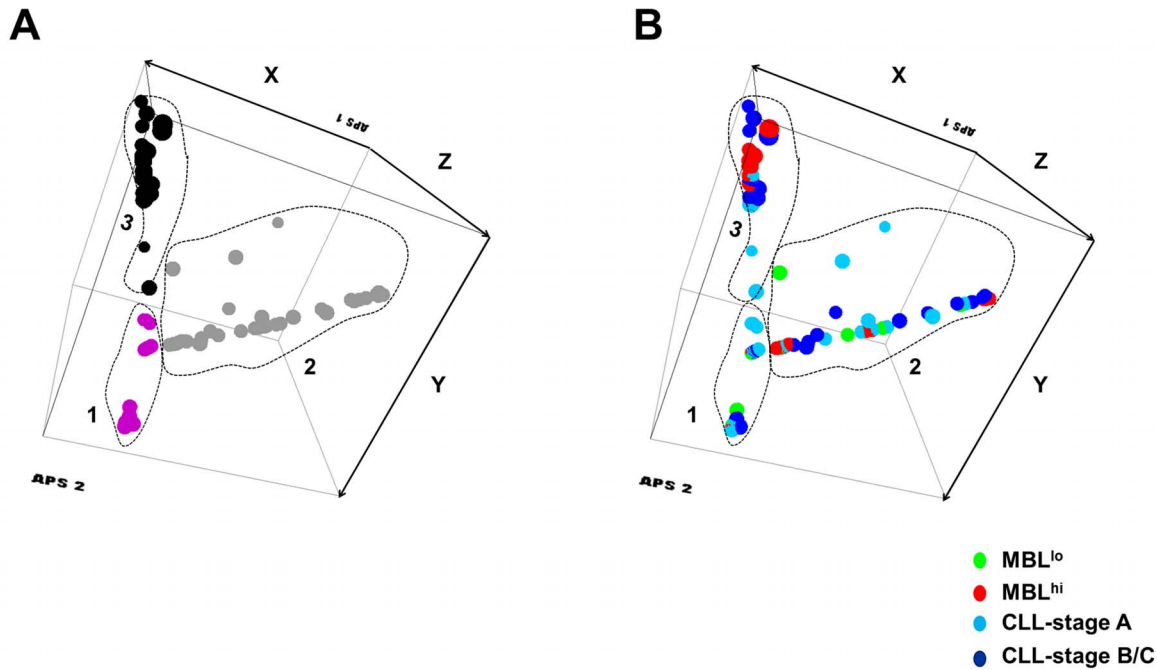 A
X
APS 1
Z
3
2
Y
1
APS 2
B
X
APS 1
Z
3
2
Y
1
APS 2
MBLlo
MBLhi
CLL-stage A
CLL-stage B/C